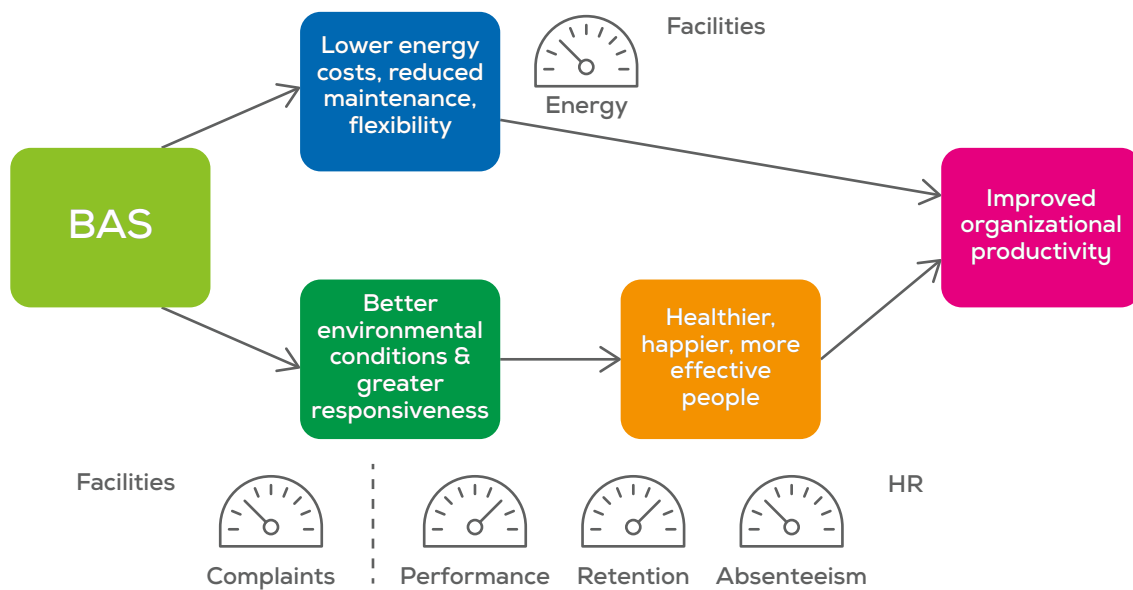 Lower energy
costs, reduced
maintenance,
flexibility
Facilities
Energy
BAS
Improved
organizational
productivity
Better
environmental
conditions &
greater
responsiveness
Healthier,
happier, more
effective
people
Facilities
HR
Complaints
Performance
Retention
Absenteeism